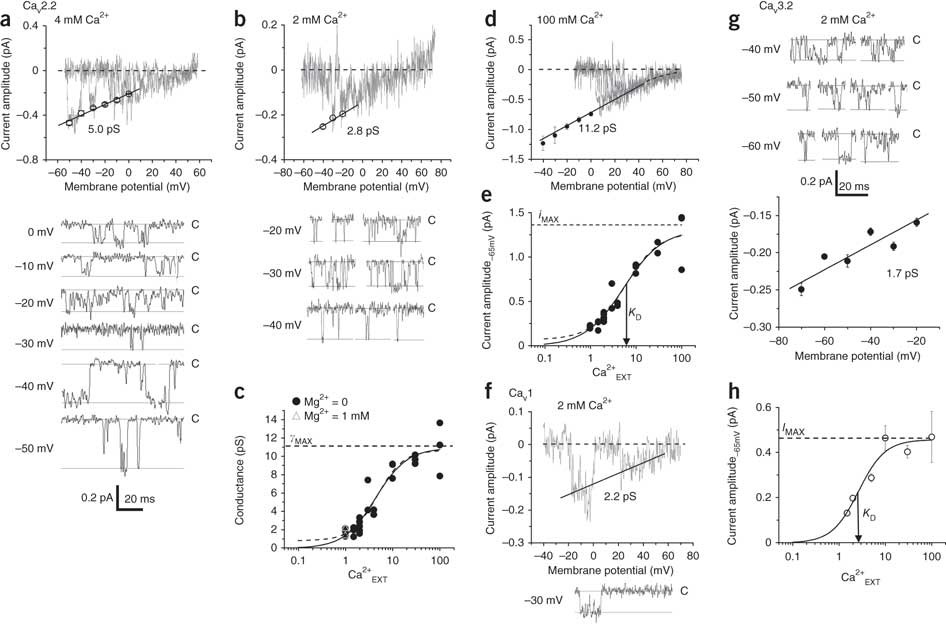 Cav2.2
a
4 mM Ca2+
Current amplitude (pA)
0.4
0
−0.4
−0.8
5.0 pS
−60 −40 −20 0 20 40 60
Membrane potential (mV)
0 mV
C
−10 mV
C
−20 mV
C
−30 mV
C
−40 mV
C
−50 mV
C
0.2 pA
20 ms
b
2 mM Ca2+
Current amplitude (pA)
0.2
0
−0.2
−0.4
2.8 pS
−80 −60 −40 −20 0 20 40 60 80
Membrane potential (mV)
−20 mV
C
−30 mV
C
−40 mV
C
c
Mg2+ = 0
Mg2+ = 1 mM
Conductance (pS)
14
12
10
8
6
4
2
0
γMAX
0.1 1 10 100
Ca2+EXT
d
100 mM Ca2+
Current amplitude (pA)
0.5
0
−0.5
−1.0
−1.5
11.2 pS
−40 −20 0 20 40 60 80
Membrane potential (mV)
e
Current amplitude−65mV (pA)
1.5
1.0
0.5
0
iMAX
KD
0.1 1 10 100
Ca2+EXT
f
Cav1
2 mM Ca2+
Current amplitude (pA)
0.1
0
−0.1
−0.2
−0.3
2.2 pS
−40 −20 0 20 40 60 80
Membrane potential (mV)
−30 mV
C
g
Cav3.2
2 mM Ca2+
−40 mV
C
−50 mV
C
−60 mV
C
0.2 pA
20 ms
Current amplitude (pA)
−0.15
−0.20
−0.25
−0.30
1.7 pS
−80 −60 −40 −20
Membrane potential (mV)
h
Current amplitude−65mV (pA)
0.6
0.4
0.2
0
IMAX
KD
0.1 1 10 100
Ca2+EXT